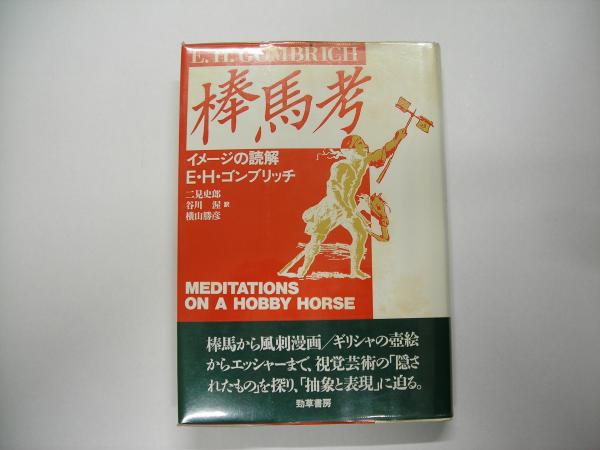 E.H.GOMBRICH
棒馬考
イメージの読解
E・H・ゴンブリッチ
二見史郎
谷川 渥 訳
横山勝彦
MEDITATIONS
ON A HOBBY HORSE
棒馬から風刺漫画/ギリシャの壺絵
からエッシャーまで、視覚芸術の「隠さ
れたもの」を探り、「抽象と表現」に迫る。
勁草書房